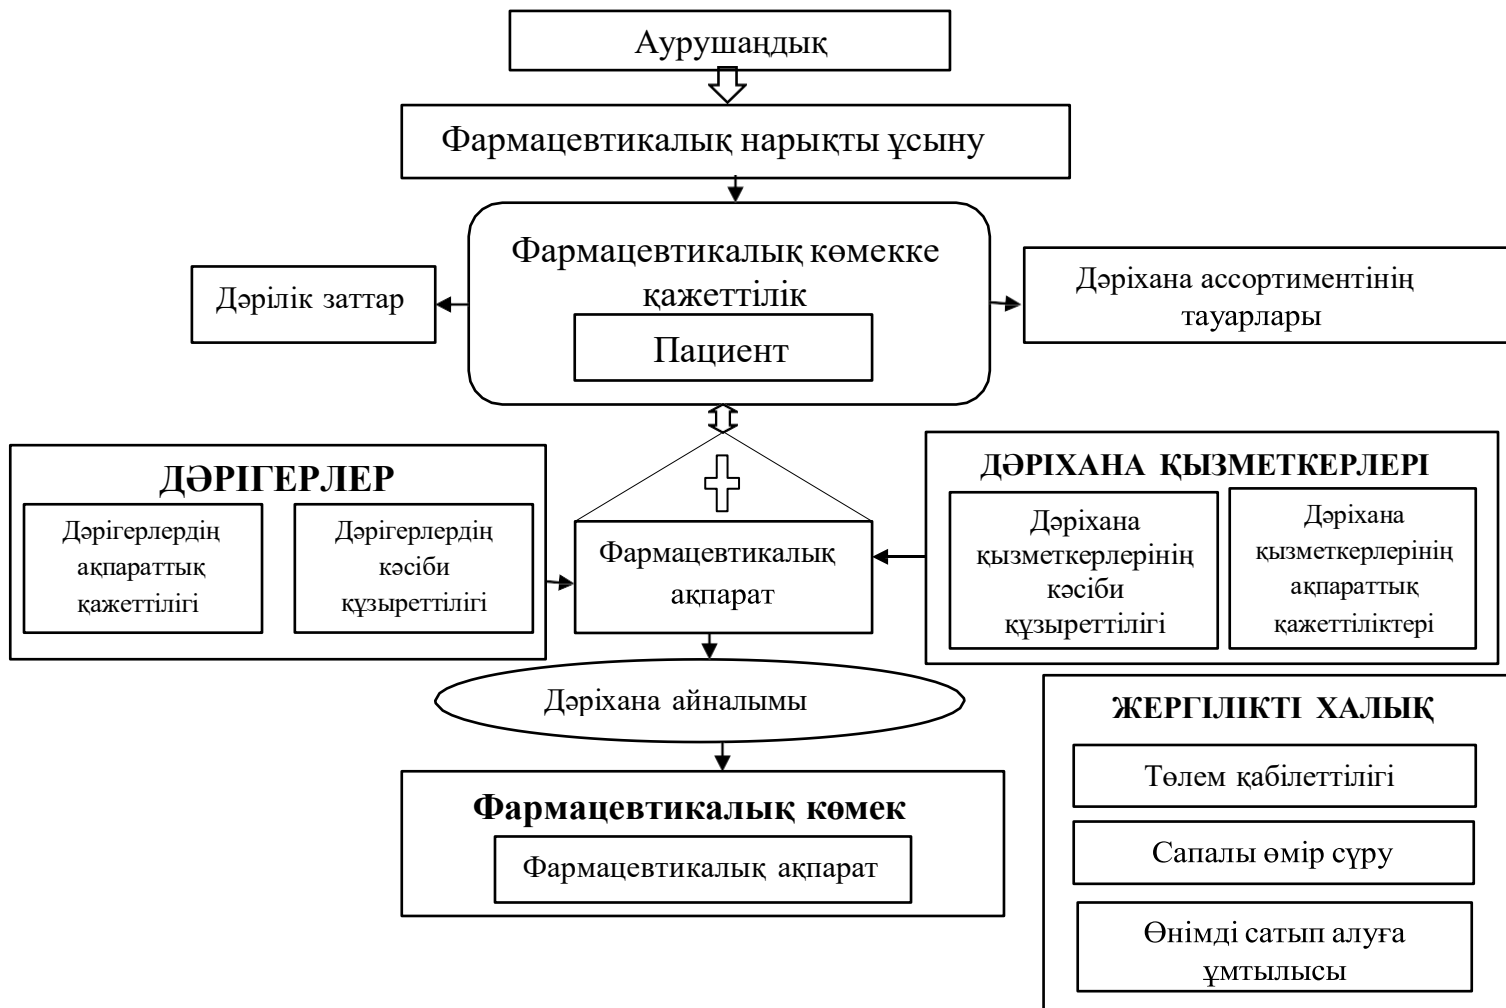 Аурушаңдық
Фармацевтикалық нарықты ұсыну
Фармацевтикалық көмекке
қажеттілік
Пациент
Дәрілік заттар
Дәріхана ассортиментінің
тауарлары
ДӘРІГЕРЛЕР
Дәрігерлердің
ақпараттық
қажеттілігі
Дәрігерлердің
кәсіби
құзыреттілігі
Фармацевтикалық
ақпарат
ДӘРІХАНА ҚЫЗМЕТКЕРЛЕРІ
Дәріхана
қызметкерлерінің
кәсіби
құзыреттілігі
Дәріхана
қызметкерлерінің
ақпараттық
қажеттіліктері
Дәріхана айналымы
Фармацевтикалық көмек
Фармацевтикалық ақпарат
ЖЕРГІЛІКТІ ХАЛЫҚ
Төлем қабілеттілігі
Сапалы өмір сүру
Өнімді сатып алуға
ұмтылысы